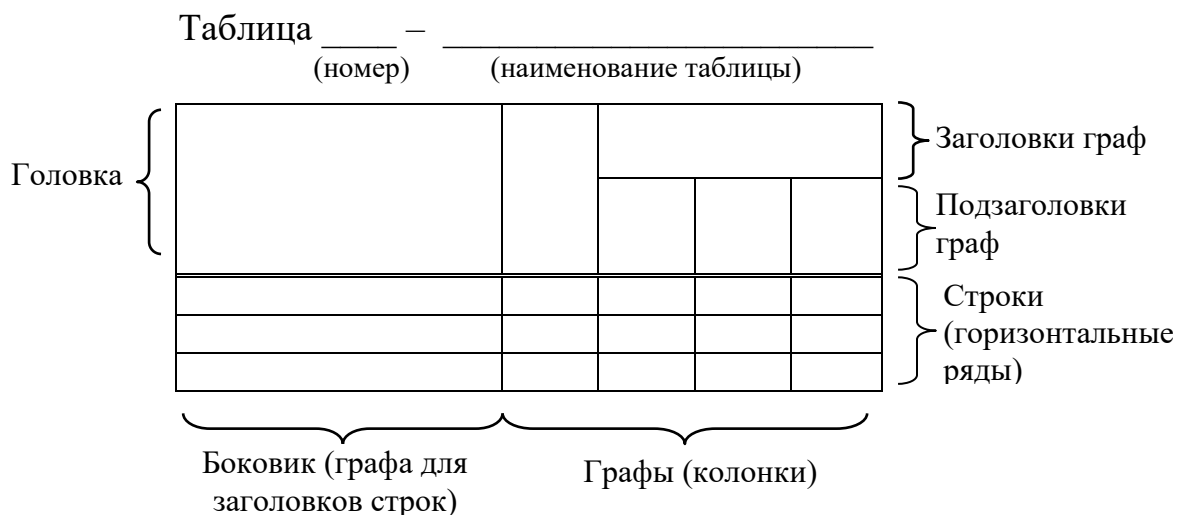 Таблица ____ – _______________________
(номер) (наименование таблицы)
Головка
Заголовки граф
Подзаголовки
граф
Строки
(горизонтальные
ряды)
Боковик (графа для
заголовков строк)
Графы (колонки)